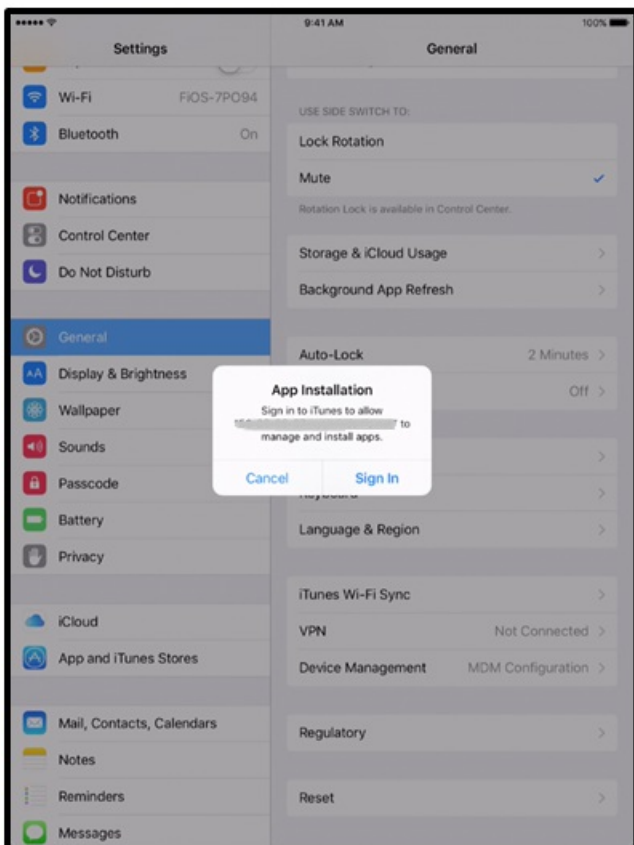 9:41 AM
100%
Settings
General
Wi-Fi
FiOS-7PO94
Bluetooth
On
Notifications
Control Center
Do Not Disturb
General
Display & Brightness
Wallpaper
Sounds
Passcode
Battery
Privacy
iCloud
App and iTunes Stores
Mail, Contacts, Calendars
Notes
Reminders
Messages
USE SIDE SWITCH TO:
Lock Rotation
Mute
Rotation Lock is available in Control Center.
Storage & iCloud Usage
Background App Refresh
Auto-Lock
2 Minutes
Off
App Installation
Sign in to iTunes to allow
to
manage and install apps.
Cancel
Sign In
Keyboard
Language & Region
iTunes Wi-Fi Sync
VPN
Not Connected
Device Management
MDM Configuration
Regulatory
Reset